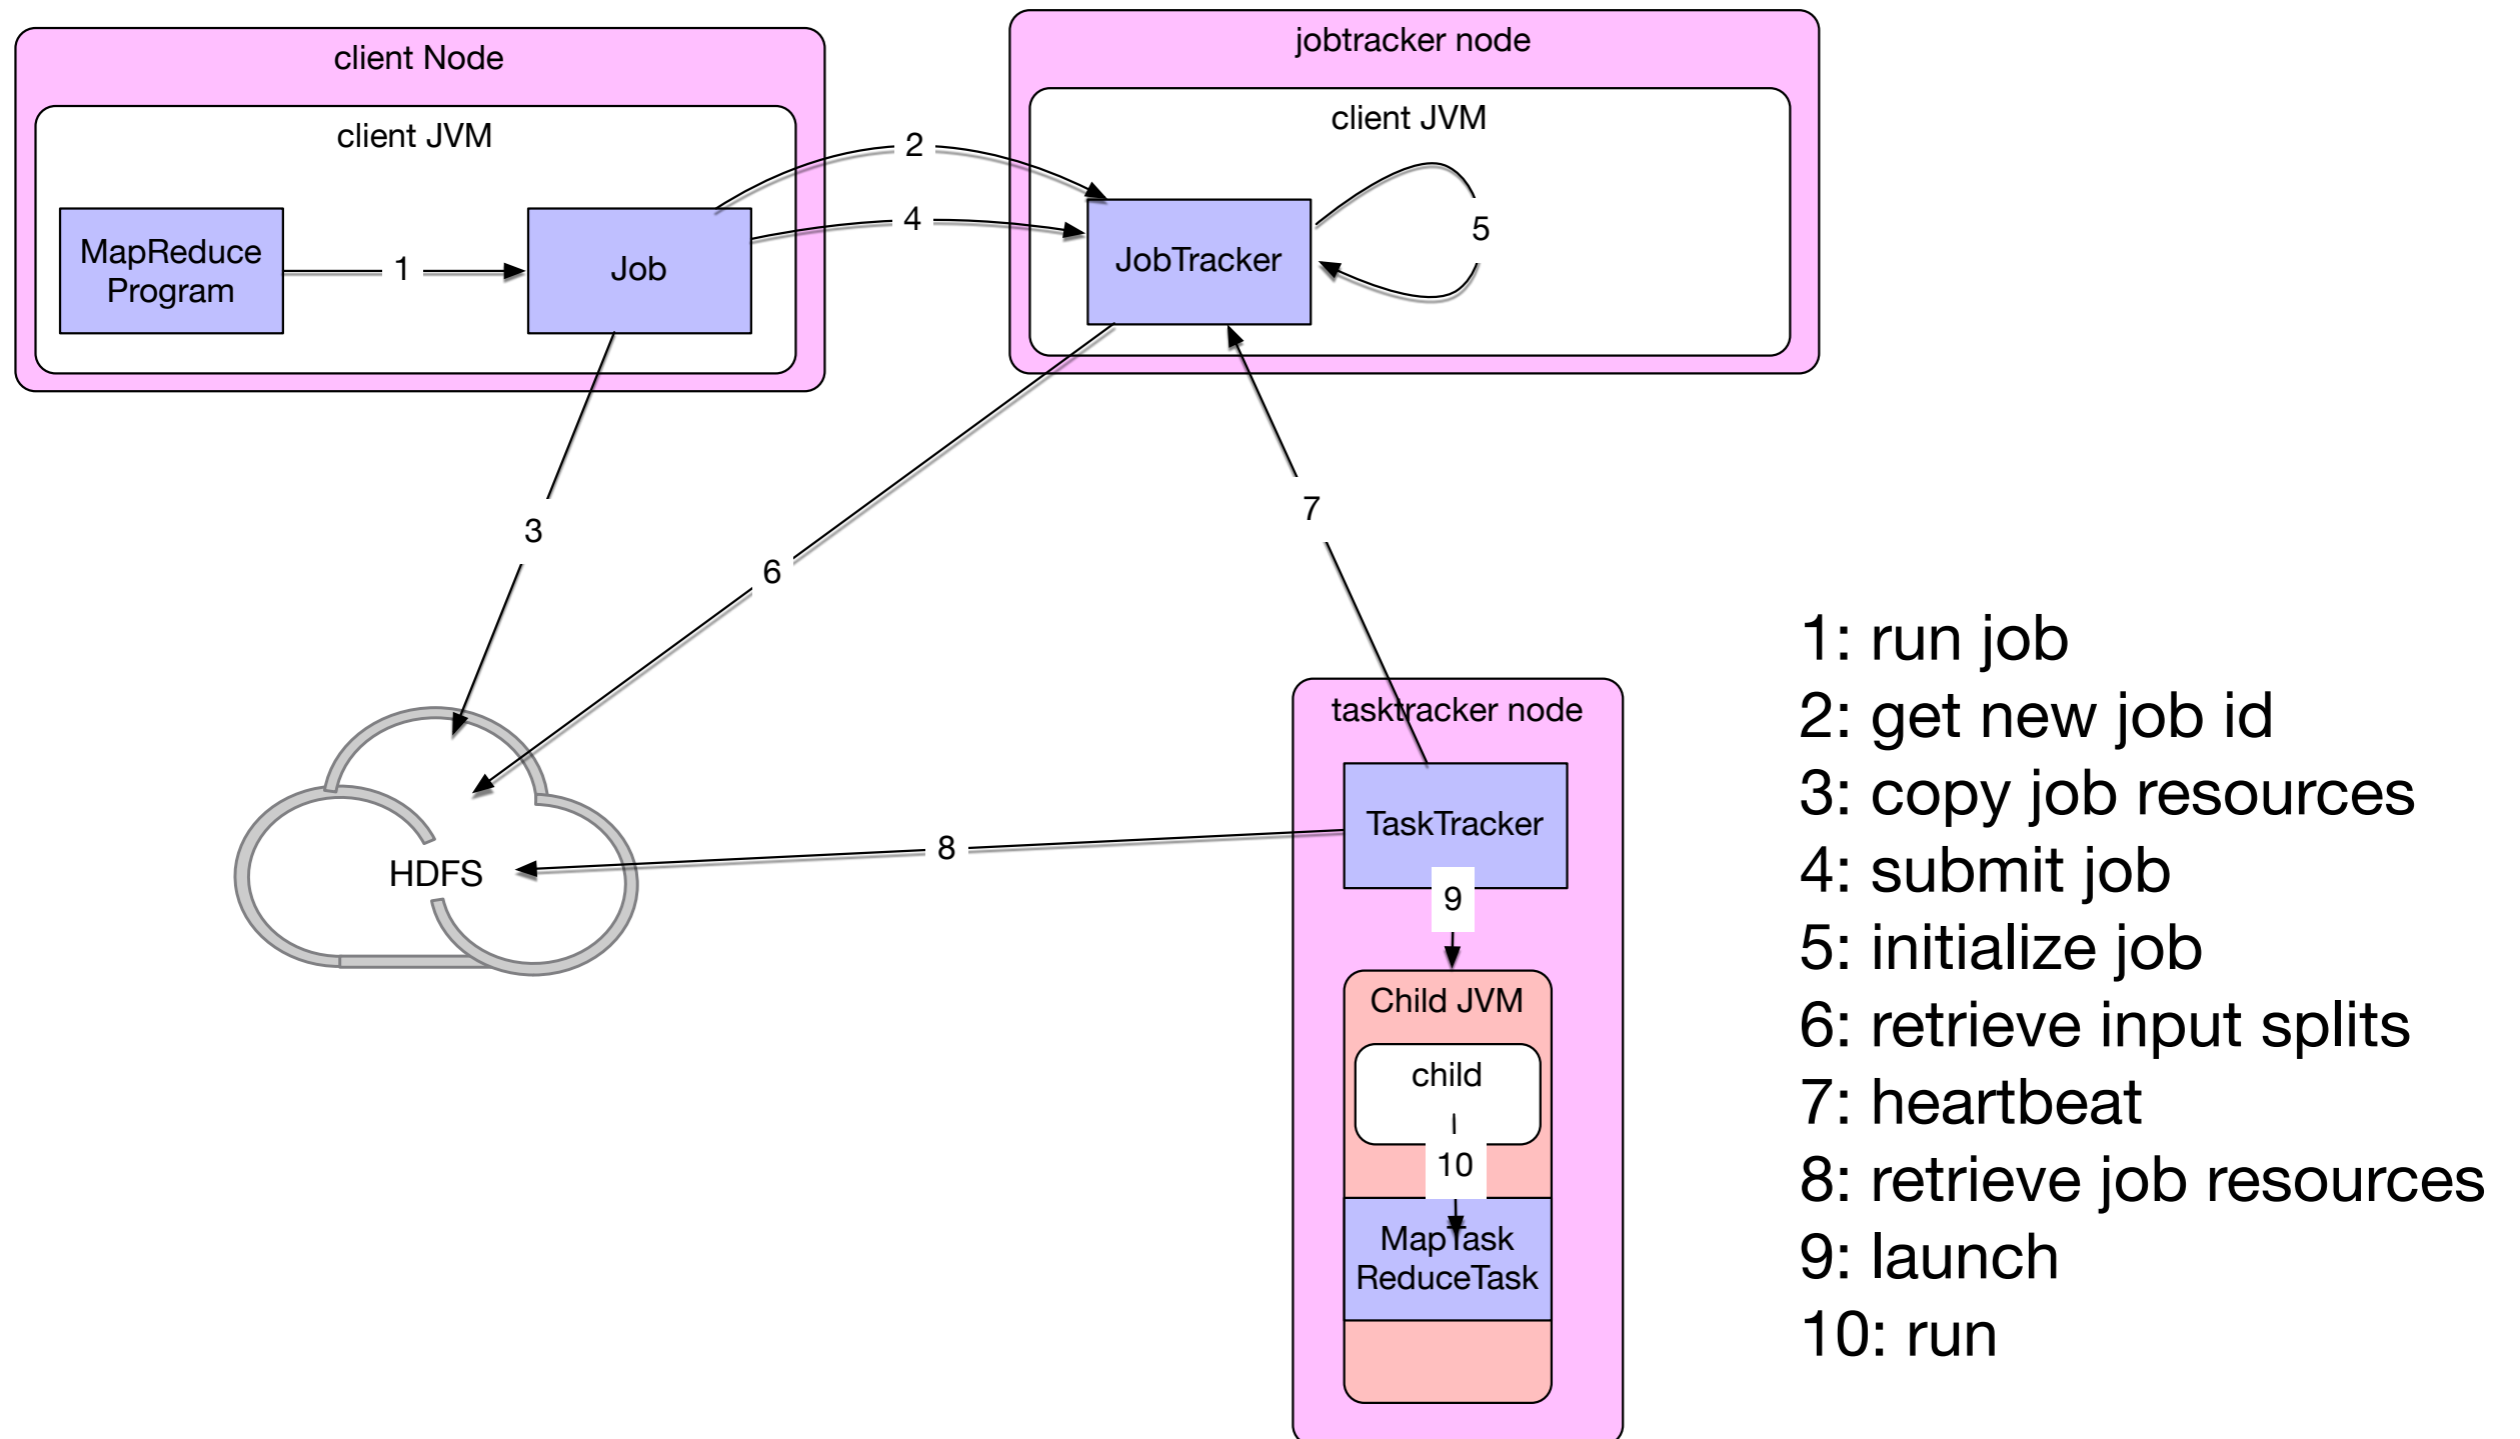 client Node
client JVM
MapReduce
Program
1
Job
2
4
jobtracker node
client JVM
JobTracker
5
3
6
7
HDFS
8
tasktracker node
TaskTracker
9
Child JVM
child
10
MapTask
ReduceTask
1: run job
2: get new job id
3: copy job resources
4: submit job
5: initialize job
6: retrieve input splits
7: heartbeat
8: retrieve job resources
9: launch
10: run